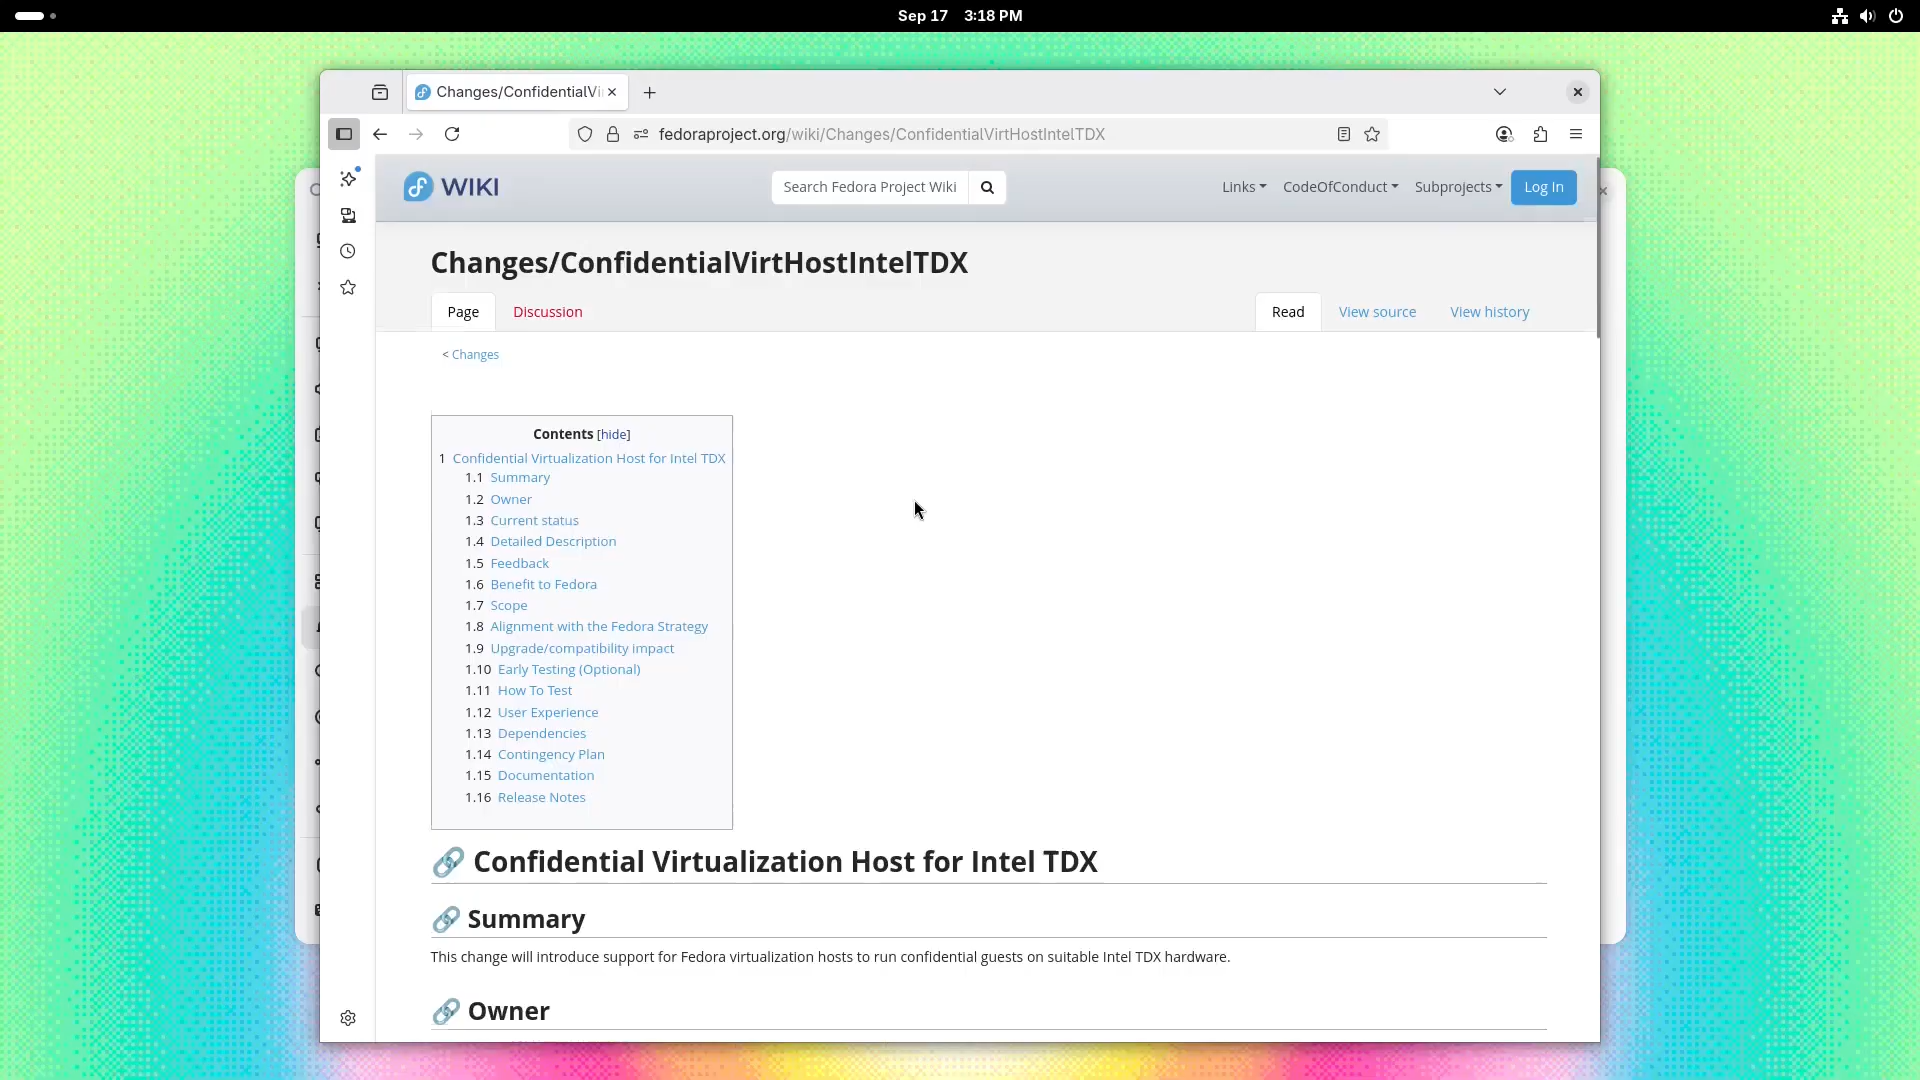 Sep 17 3:18 PM
Changes/ConfidentialVi
fedoraproject.org/wiki/Changes/ConfidentialVirtHostIntelTDX
WIKI
Search Fedora Project Wiki
Links CodeOfConduct Subprojects Log In
Changes/ConfidentialVirtHostIntelTDX
Page Discussion Read View source View history
< Changes
Contents [hide]
1 Confidential Virtualization Host for Intel TDX
1.1 Summary
1.2 Owner
1.3 Current status
1.4 Detailed Description
1.5 Feedback
1.6 Benefit to Fedora
1.7 Scope
1.8 Alignment with the Fedora Strategy
1.9 Upgrade/compatibility impact
1.10 Early Testing (Optional)
1.11 How To Test
1.12 User Experience
1.13 Dependencies
1.14 Contingency Plan
1.15 Documentation
1.16 Release Notes
Confidential Virtualization Host for Intel TDX
Summary
This change will introduce support for Fedora virtualization hosts to run confidential guests on suitable Intel TDX hardware.
Owner